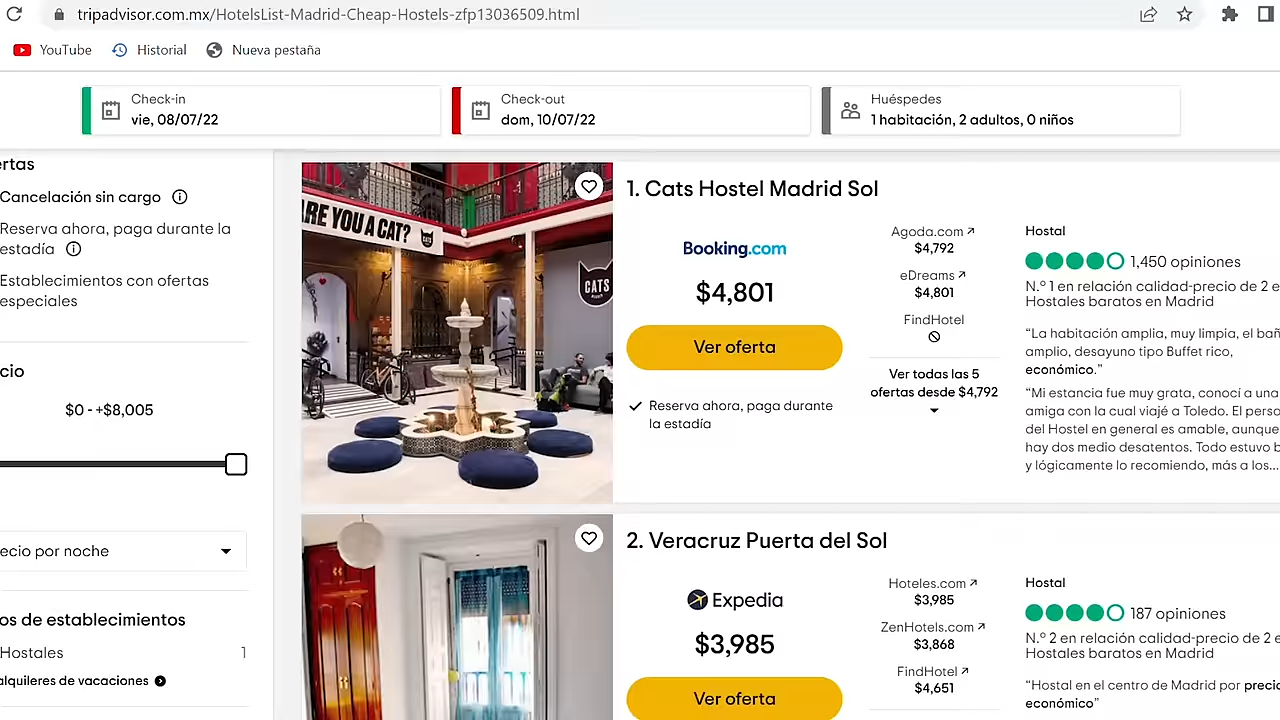 tripadvisor.com.mx/HotelsList-Madrid-Cheap-Hostels-zfp13036509.html
YouTube
Historial
Nueva pestaña
Check-in
vie, 08/07/22
Check-out
dom, 10/07/22
Huéspedes
1 habitación, 2 adultos, 0 niños
ertas
Cancelación sin cargo
Reserva ahora, paga durante la
estadía
Establecimientos con ofertas
especiales
cio
$0 - +$8,005
ecio por noche
os de establecimientos
Hostales 1
alquileres de vacaciones
ARE YOU A CAT?
CATS
CATS
1. Cats Hostel Madrid Sol
Booking.com
$4,801
Ver oferta
Reserva ahora, paga durante
la estadía
Agoda.com
$4,792
eDreams
$4,801
FindHotel
Ver todas las 5
ofertas desde $4,792
Hostal
1,450 opiniones
N.º 1 en relación calidad-precio de 2 e
Hostales baratos en Madrid
“La habitación amplia, muy limpia, el bañ
amplio, desayuno tipo Buffet rico,
económico.”
“Mi estancia fue muy grata, conocí a una
amiga con la cual viajé a Toledo. El perso
del Hostel en general es amable, aunque
hay dos medio desatentos. Todo estuvo b
y lógicamente lo recomiendo, más a los...
2. Veracruz Puerta del Sol
Expedia
$3,985
Ver oferta
Hoteles.com
$3,985
ZenHotels.com
$3,868
FindHotel
$4,651
Hostal
187 opiniones
N.º 2 en relación calidad-precio de 2 e
Hostales baratos en Madrid
“Hostal en el centro de Madrid por precio
económico”